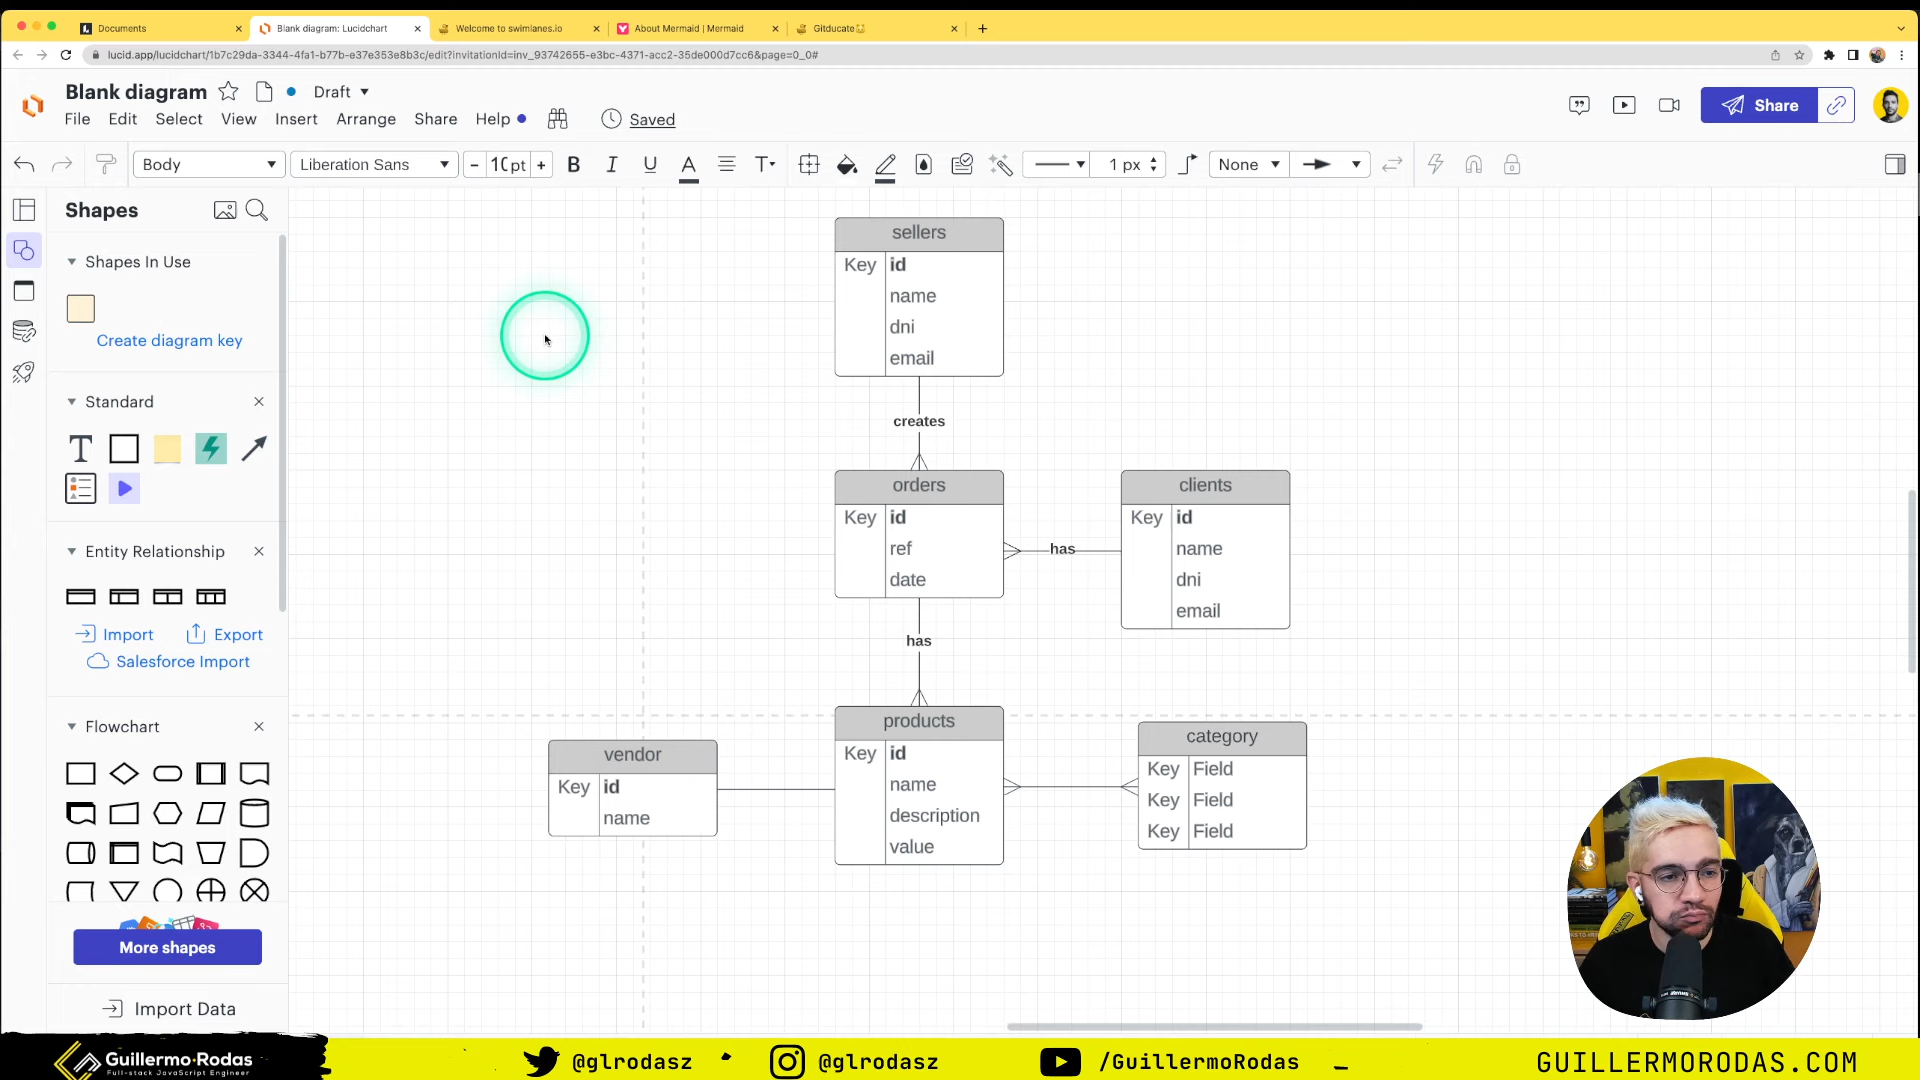 Documents
Blank diagram: Lucidchart
Welcome to swimlanes.io
About Mermaid | Mermaid
Gitducate
lucid.app/lucidchart/1b7c29da-3344-4fa1-b77b-e37e353e8b3c/edit?invitationId=inv_93742655-e3bc-4371-acc2-35de000d7cc6&page=0_0#
Blank diagram
Draft
File Edit Select View Insert Arrange Share Help
Saved
Share
Body
Liberation Sans
- 10 pt +
B I U A T
1 px
None
Shapes
Shapes In Use
Create diagram key
Standard
T
Entity Relationship
Import
Export
Salesforce Import
Flowchart
More shapes
Import Data
sellers
Key id
name
dni
email
creates
orders
Key id
ref
date
has
clients
Key id
name
dni
email
has
products
Key id
name
description
value
vendor
Key id
name
category
Key Field
Key Field
Key Field
Guillermo Rodas
Full-stack JavaScript Engineer
@glrodasz
@glrodasz
/GuillermoRodas
GUILLERMORODAS.COM